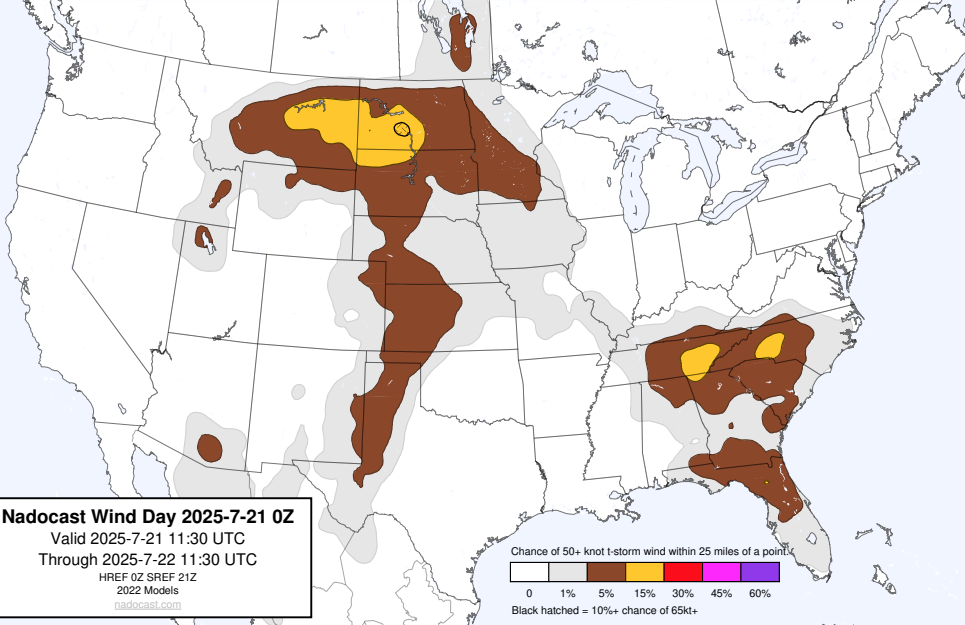 Nadocast Wind Day 2025-7-21 0Z
Valid 2025-7-21 11:30 UTC
Through 2025-7-22 11:30 UTC
HREF 0Z SREF 21Z
2022 Models
nadocast.com
Chance of 50+ knot t-storm wind within 25 miles of a point.
0 1% 5% 15% 30% 45% 60%
Black hatched = 10%+ chance of 65kt+